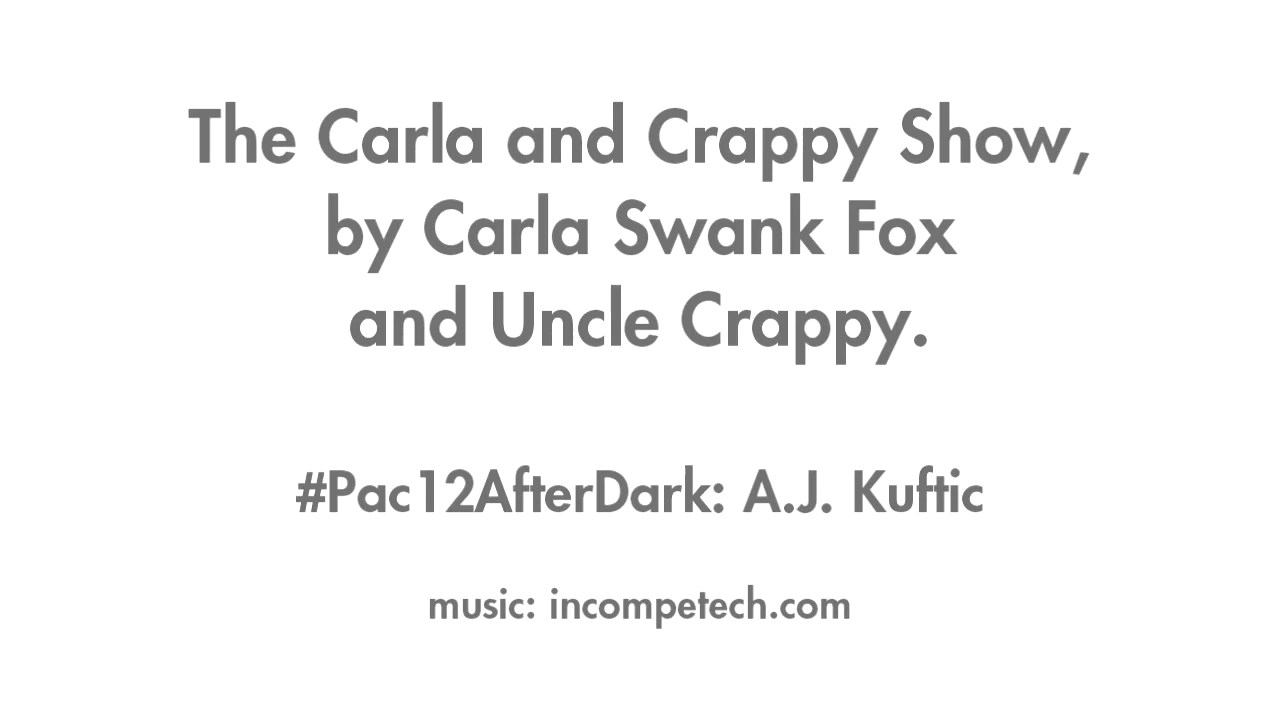 The Carla and Crappy Show,
by Carla Swank Fox
and Uncle Crappy.
#Pac12AfterDark: A.J. Kuftic
music: incompetech.com